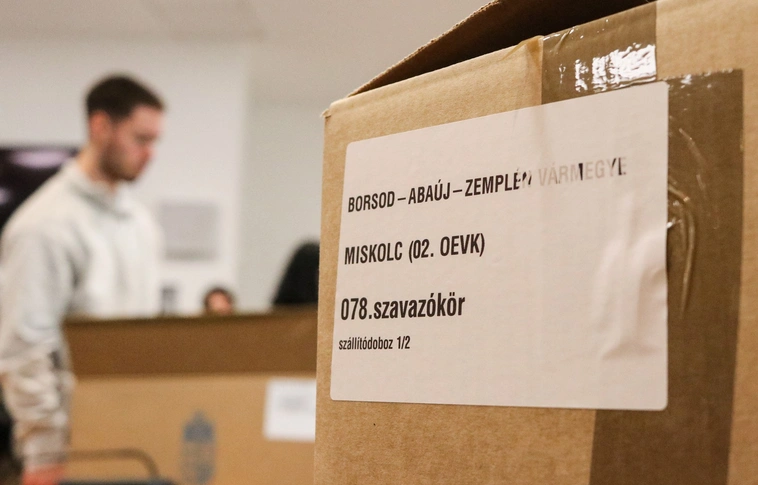 BORSOD – ABAÚJ – ZEMPLÉN VÁRMEGYE
MISKOLC (02. OEVK)
078.szavazókör
szállítódoboz 1/2